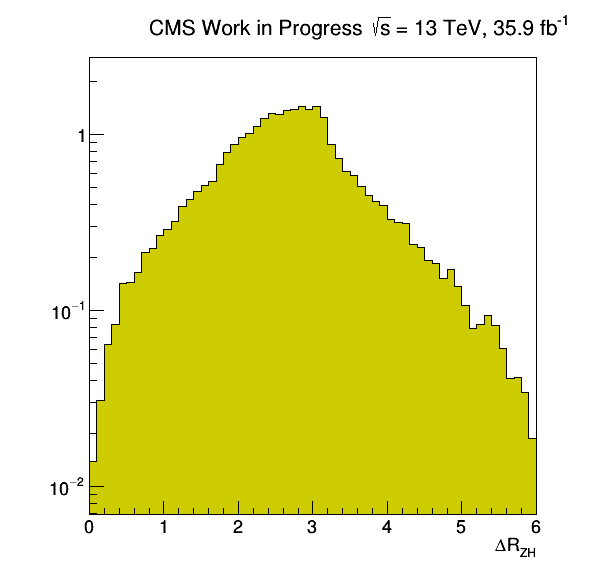 CMS Work in Progress √s = 13 TeV, 35.9 fb⁻¹
1
10⁻¹
10⁻²
0 1 2 3 4 5 6
ΔR_ZH